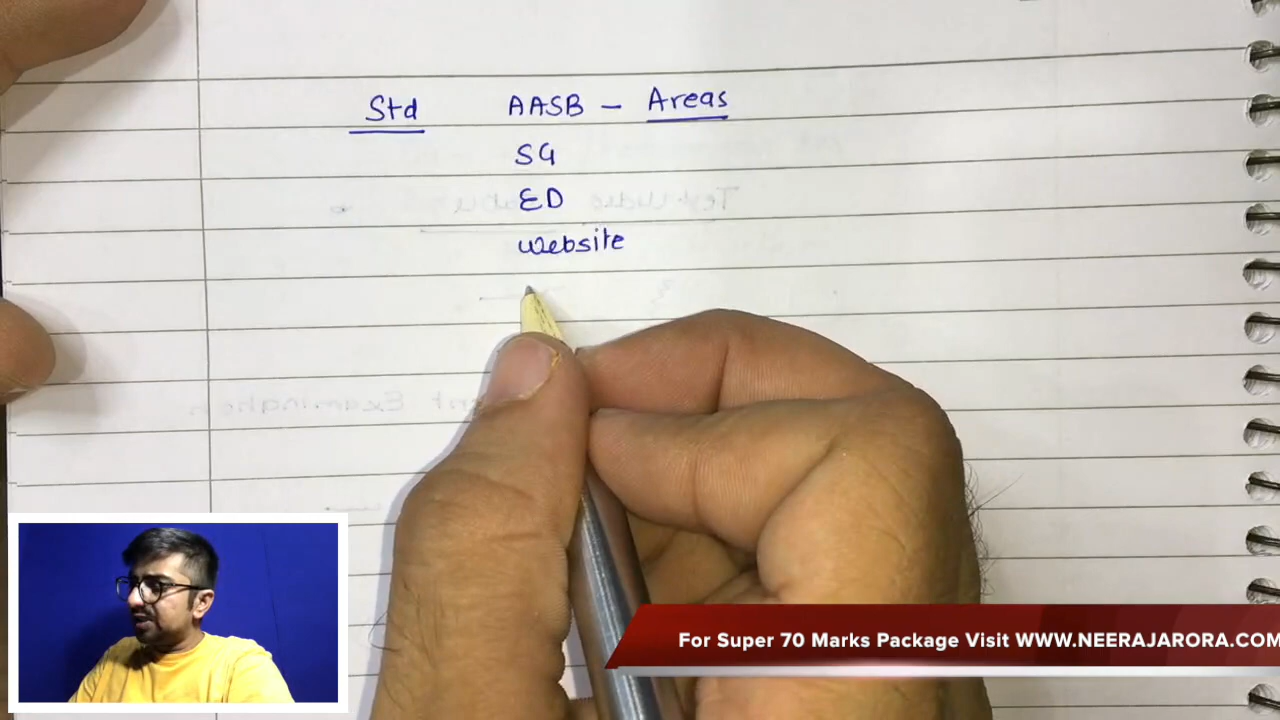 Std AASB - Areas
SG
ED
Website
For Super 70 Marks Package Visit WWW.NEERAJARORA.COM